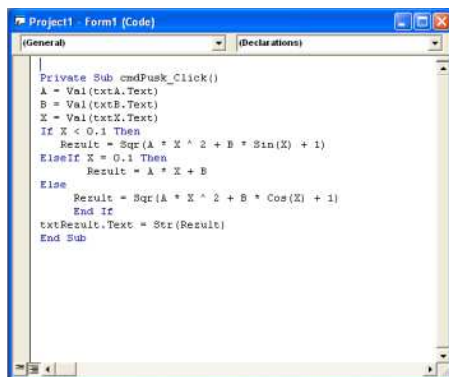 Project1 - Form1 (Code)
(General) (Declarations)
Private Sub cmdPusk_Click()
A = Val(txtA.Text)
B = Val(txtB.Text)
X = Val(txtX.Text)
If X < 0.1 Then
Rezult = Sqr(A * X ^ 2 + B * Sin(X) + 1)
ElseIf X = 0.1 Then
Rezult = A * X + B
Else
Rezult = Sqr(A * X ^ 2 + B * Cos(X) + 1)
End If
txtRezult.Text = Str(Rezult)
End Sub